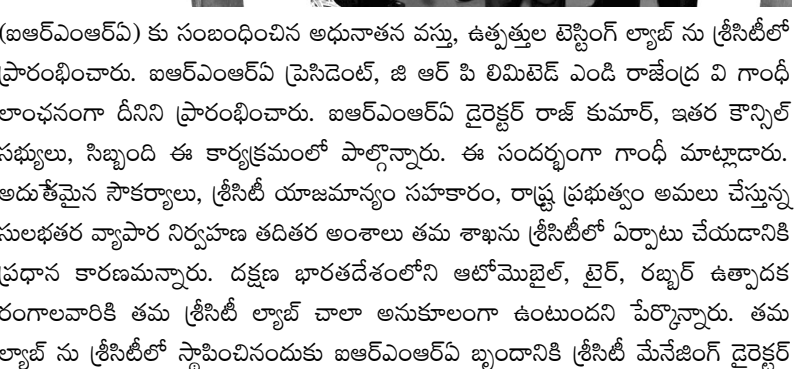 (ఐఆర్ఎంఆర్ఏ) కు సంబంధించిన అధునాతన వస్తు, ఉత్పత్తుల టెస్టింగ్ ల్యాబ్ ను శ్రీసిటీలో
ప్రారంభించారు. ఐఆర్ఎంఆర్ఏ ప్రెసిడెంట్, జి ఆర్ పి లిమిటెడ్ ఎండి రాజేంద్ర వి గాంధీ
లాంఛనంగా దీనిని ప్రారంభించారు. ఐఆర్ఎంఆర్ఏ డైరెక్టర్ రాజ్ కుమార్, ఇతర కౌన్సిల్
సభ్యులు, సిబ్బంది ఈ కార్యక్రమంలో పాల్గొన్నారు. ఈ సందర్భంగా గాంధీ మాట్లాడారు.
అదుతేమైన సౌకర్యాలు, శ్రీసిటీ యాజమాన్యం సహకారం, రాష్ట్ర ప్రభుత్వం అమలు చేస్తున్న
సులభతర వ్యాపార నిర్వహణ తదితర అంశాలు తమ శాఖను శ్రీసిటీలో ఏర్పాటు చేయడానికి
ప్రధాన కారణమన్నారు. దక్షణ భారతదేశంలోని ఆటోమొబైల్, టైర్, రబ్బర్ ఉత్పాదక
రంగాలవారికి తమ శ్రీసిటీ ల్యాబ్ చాలా అనుకూలంగా ఉంటుందని పేర్కొన్నారు. తమ
ల్యాబ్ ను శ్రీసిటీలో స్థాపించినందుకు ఐఆర్ఎంఆర్ఏ బృందానికి శ్రీసిటీ మేనేజింగ్ డైరెక్టర్